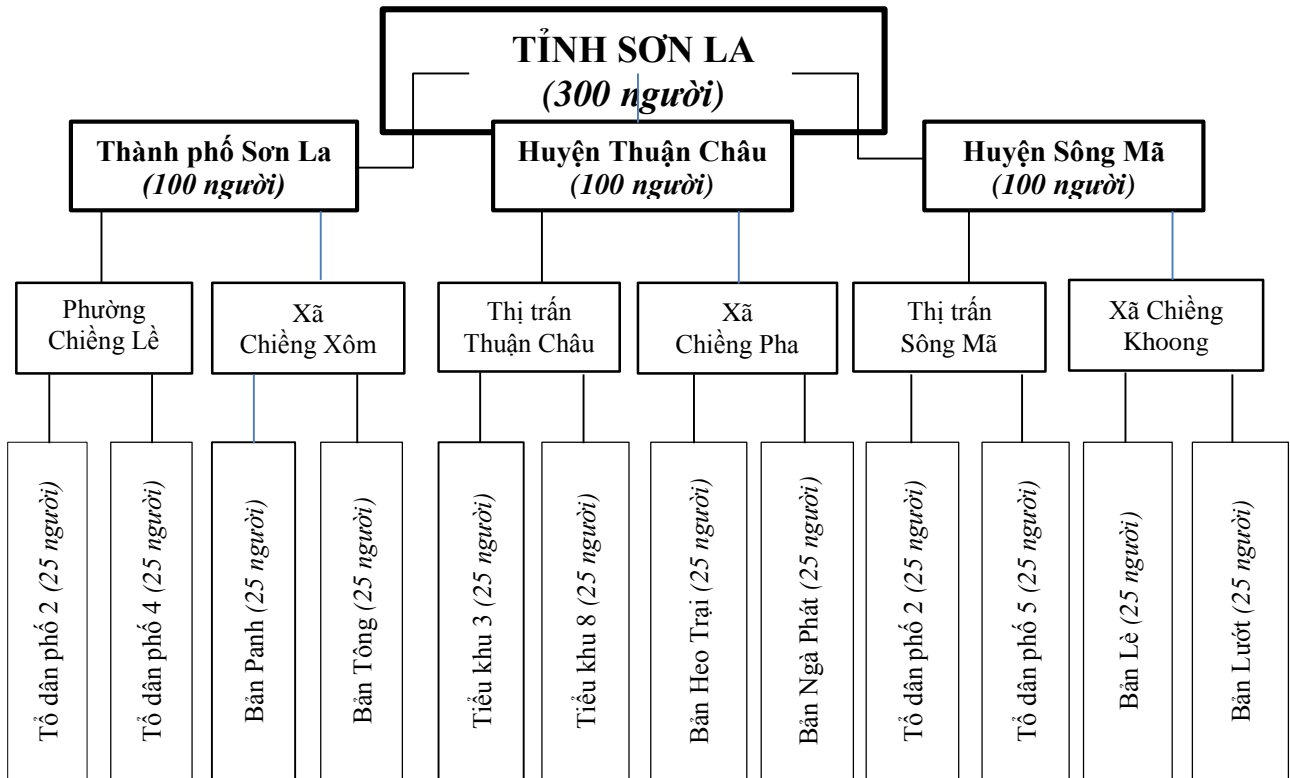 TỈNH SƠN LA
(300 người)
Thành phố Sơn La
(100 người)
Huyện Thuận Châu
(100 người)
Huyện Sông Mã
(100 người)
Phường
Chiềng Lề
Xã
Chiềng Xôm
Thị trấn
Thuận Châu
Xã
Chiềng Pha
Thị trấn
Sông Mã
Xã Chiềng
Khoong
Tổ dân phố 2 (25 người)
Tổ dân phố 4 (25 người)
Bản Panh (25 người)
Bản Tông (25 người)
Tiểu khu 3 (25 người)
Tiểu khu 8 (25 người)
Bản Heo Trại (25 người)
Bản Ngà Phát (25 người)
Tổ dân phố 2 (25 người)
Tổ dân phố 5 (25 người)
Bản Lè (25 người)
Bản Lướt (25 người)